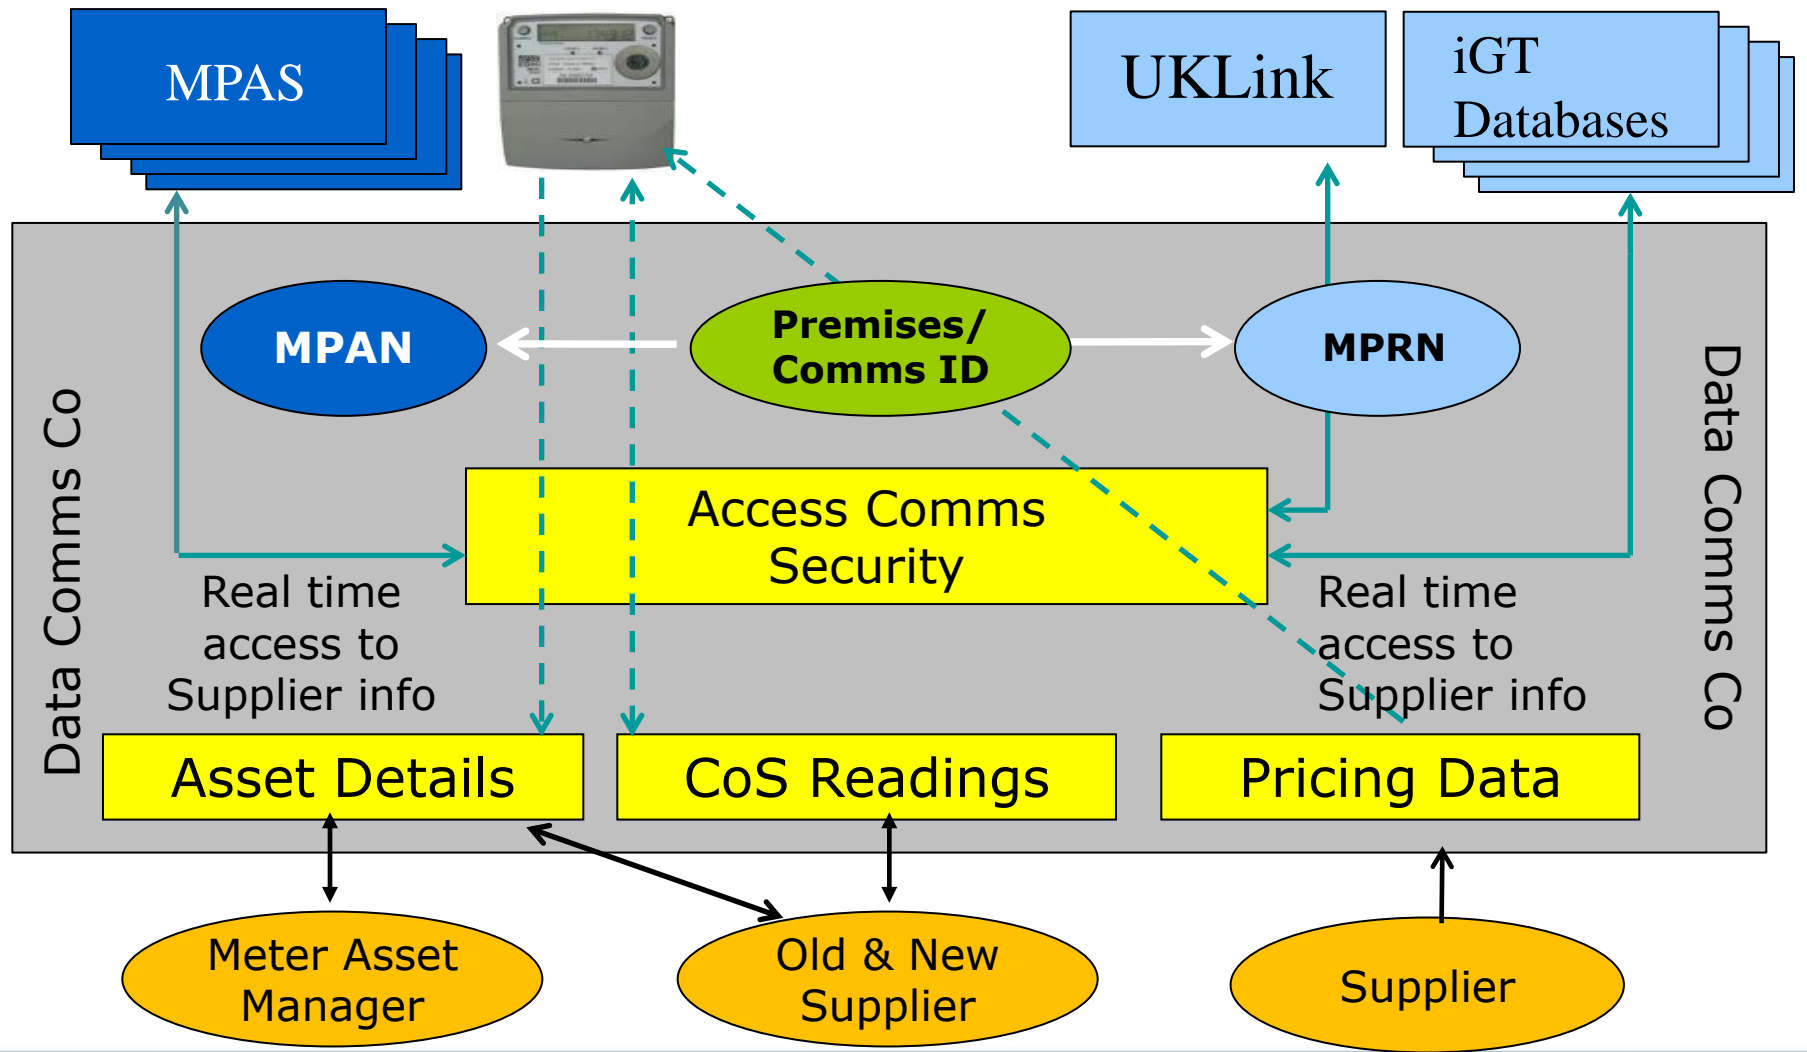 MPAS
UKLink
iGT
Databases
MPAN
Premises/
Comms ID
MPRN
Data Comms Co
Data Comms Co
Access Comms
Security
Real time
access to
Supplier info
Real time
access to
Supplier info
Asset Details
CoS Readings
Pricing Data
Meter Asset
Manager
Old & New
Supplier
Supplier